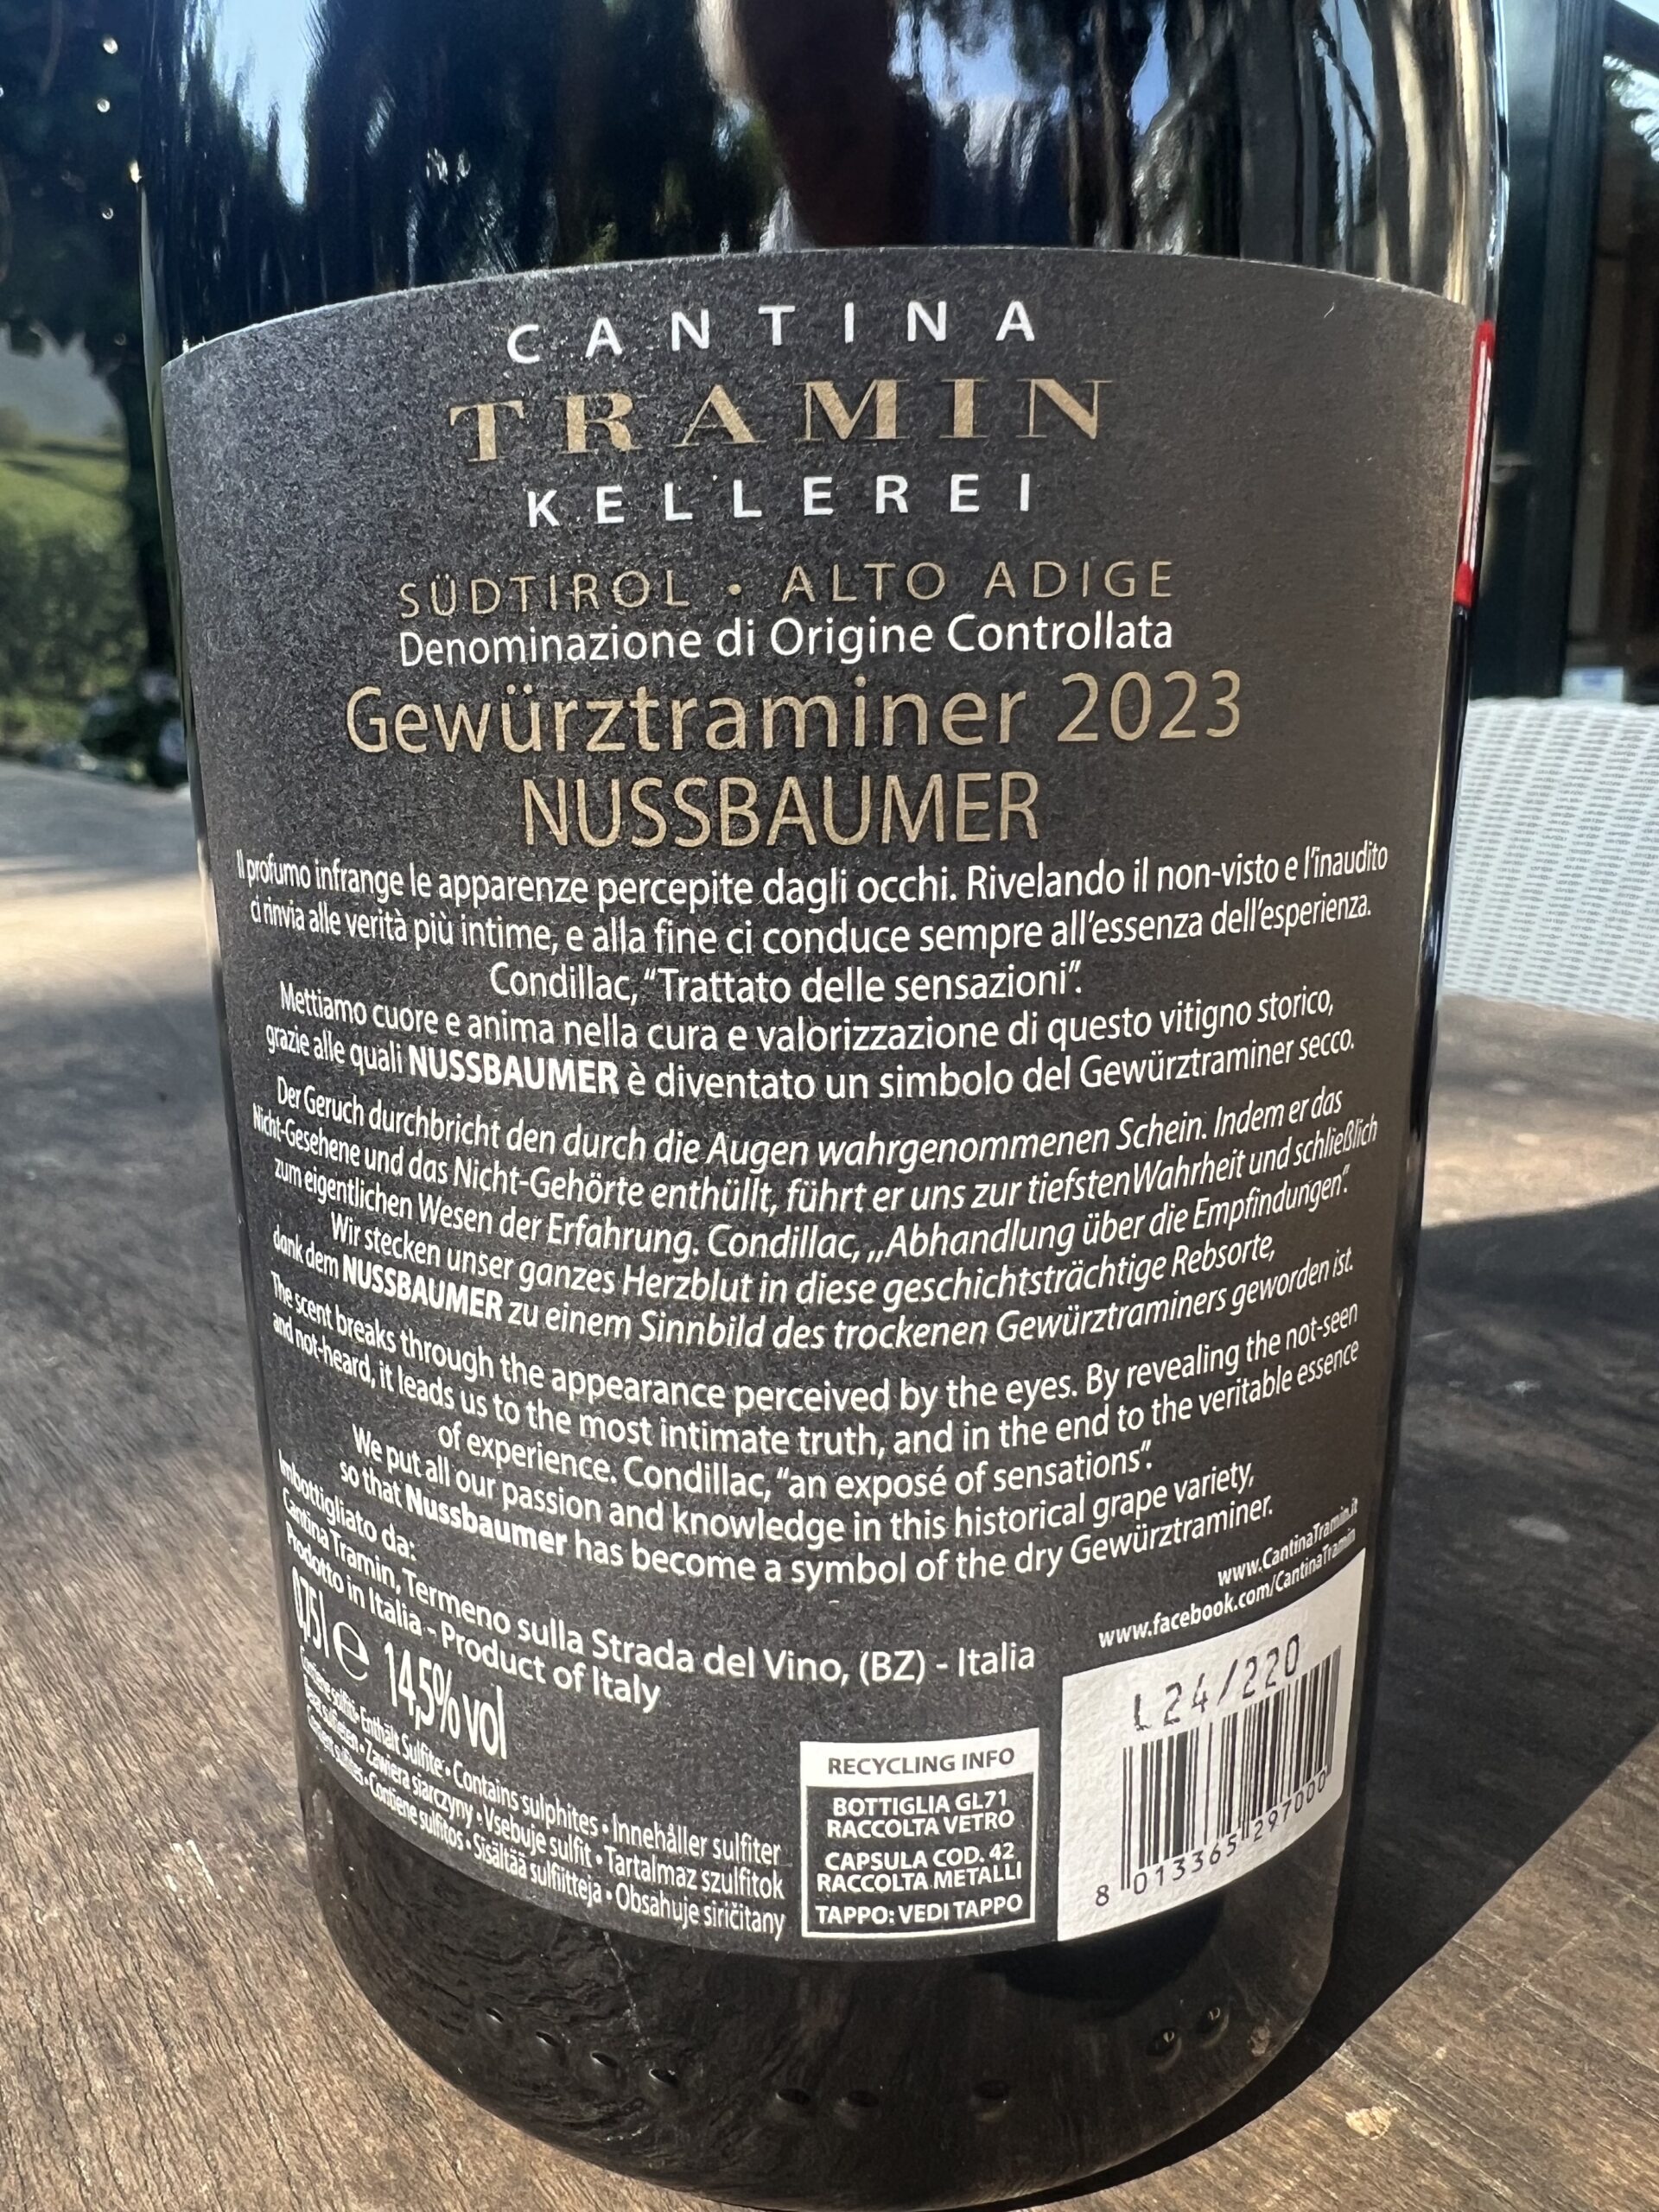 CANTINA
TRAMIN
KELLEREI
SÜDTIROL • ALTO ADIGE
Denominazione di Origine Controllata
Gewürztraminer 2023
NUSSBAUMER
Il profumo infrange le apparenze percepite dagli occhi. Rivelando il non-visto e l'inaudito
ci rinvia alle verità più intime, e alla fine ci conduce sempre all'essenza dell'esperienza.
Condillac, “Trattato delle sensazioni”.
Mettiamo cuore e anima nella cura e valorizzazione di questo vitigno storico,
grazie alle quali NUSSBAUMER è diventato un simbolo del Gewürztraminer secco.
Der Geruch durchbricht den durch die Augen wahrgenommenen Schein. Indem er das
Nicht-Gesehene und das Nicht-Gehörte enthüllt, führt er uns zur tiefsten Wahrheit und schließlich
zum eigentlichen Wesen der Erfahrung. Condillac, „Abhandlung über die Empfindungen”.
Wir stecken unser ganzes Herzblut in diese geschichtsträchtige Rebsorte,
dank dem NUSSBAUMER zu einem Sinnbild des trockenen Gewürztraminers geworden ist.
The scent breaks through the appearance perceived by the eyes. By revealing the not-seen
and not-heard, it leads us to the most intimate truth, and in the end to the veritable essence
of experience. Condillac, “an exposé of sensations”.
We put all our passion and knowledge in this historical grape variety,
so that Nussbaumer has become a symbol of the dry Gewürztraminer.
Imbottigliato da:
Cantina Tramin, Termeno sulla Strada del Vino, (BZ) - Italia
Prodotto in Italia - Product of Italy
0,75l e 14,5% vol
Contiene solfiti • Enthält Sulfite • Contains sulphites • Innehåller sulfiter
Bevat sulfieten • Zawiera siarczyny • Vsebuje sulfit • Tartalmaz szulfitok
Contient sulfites • Contiene sulfitos • Sisältää sulfiitteja • Obsahuje siričitany
www.CantinaTramin.it
www.facebook.com/CantinaTramin
RECYCLING INFO
BOTTIGLIA GL71
RACCOLTA VETRO
CAPSULA COD. 42
RACCOLTA METALLI
TAPPO: VEDI TAPPO
L24/220
8 013365 297000